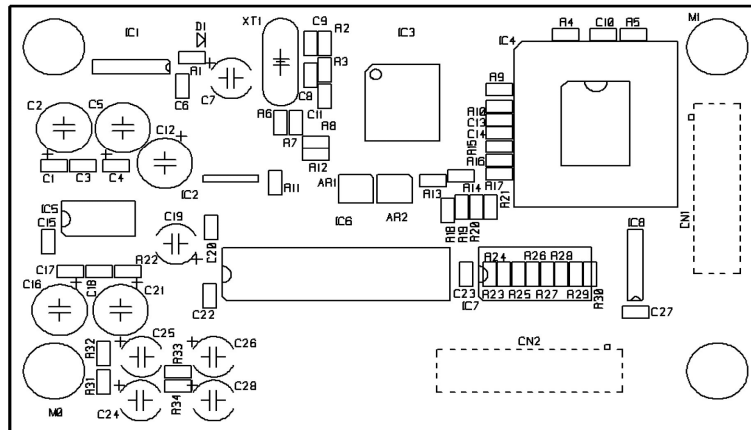 IC1
D1
XT1
C9
R2
IC3
R4
C10
R5
M1
IC4
R1
R3
C7
C8
C11
C6
R9
C2
C5
R6
R7
R8
R10
C13
C14
C12
R15
R16
R12
C1
C3
C4
IC2
R11
AR1
AR2
R13
R14
R17
R21
CN1
IC5
C19
IC6
R18
R19
R20
IC8
C15
C20
C17
C18
R22
R24
R26
R28
C16
C21
C22
C23
IC7
R23
R25
R27
R29
R30
C27
R32
C25
R33
C26
CN2
R31
M0
C24
R34
C28